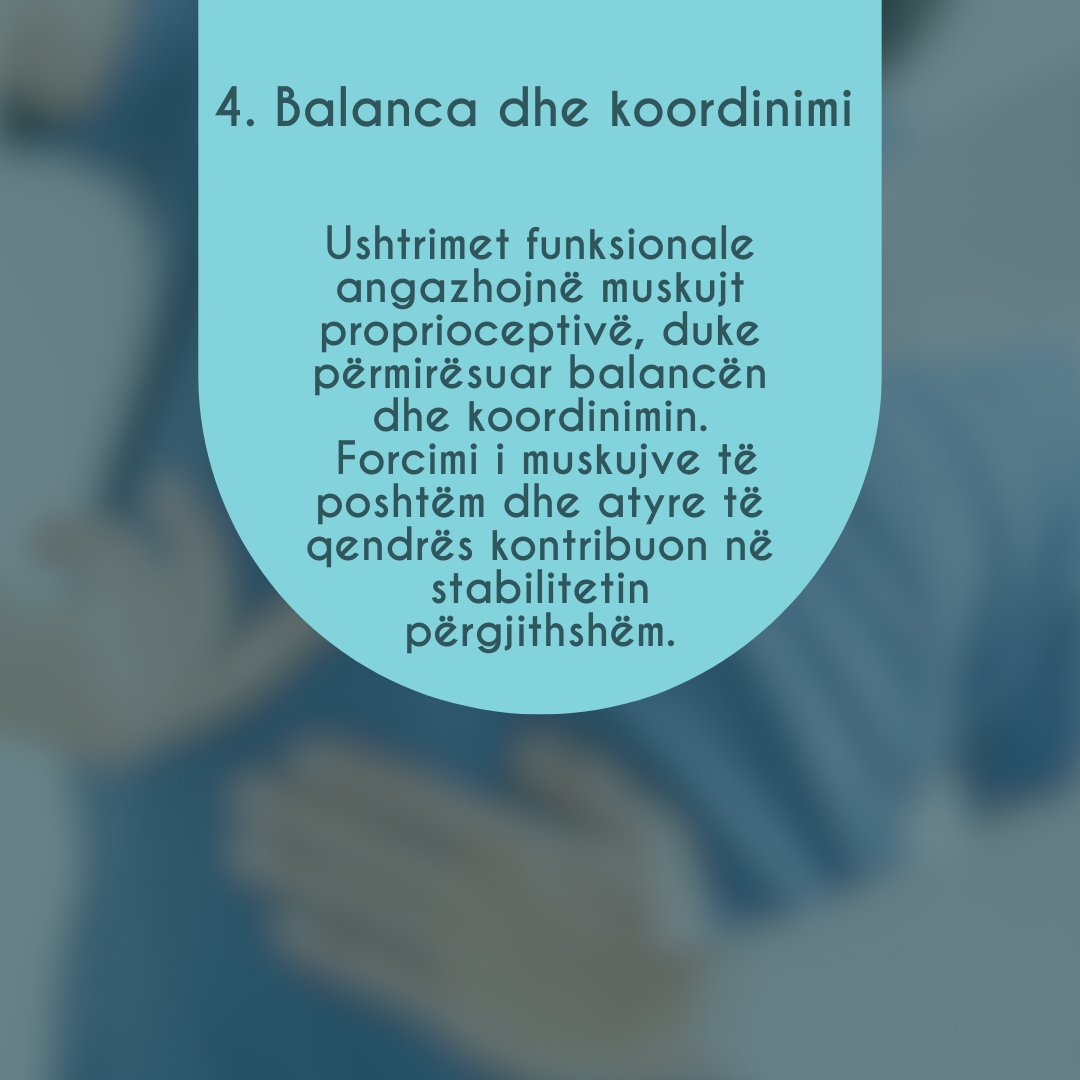 4. Balanca dhe koordinimi
Ushtrimet funksionale
angazhojnë muskujt
proprioceptivë, duke
përmirësuar balancën
dhe koordinimin.
Forcimi i muskujve të
poshtëm dhe atyre të
qendrës kontribuon në
stabilitetin
përgjithshëm.